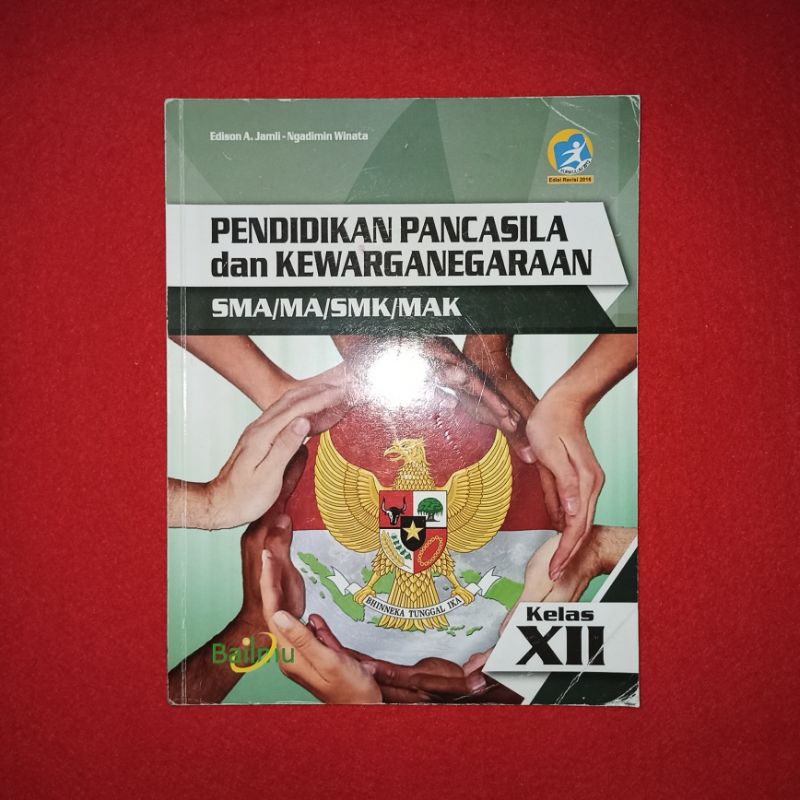 Edison A. Jamli - Ngadimin Winata
Edisi Revisi 2016
PENDIDIKAN PANCASILA
dan KEWARGANEGARAAN
SMA/MA/SMK/MAK
BHINNEKA TUNGGAL IKA
Kelas
XII
Bailmu